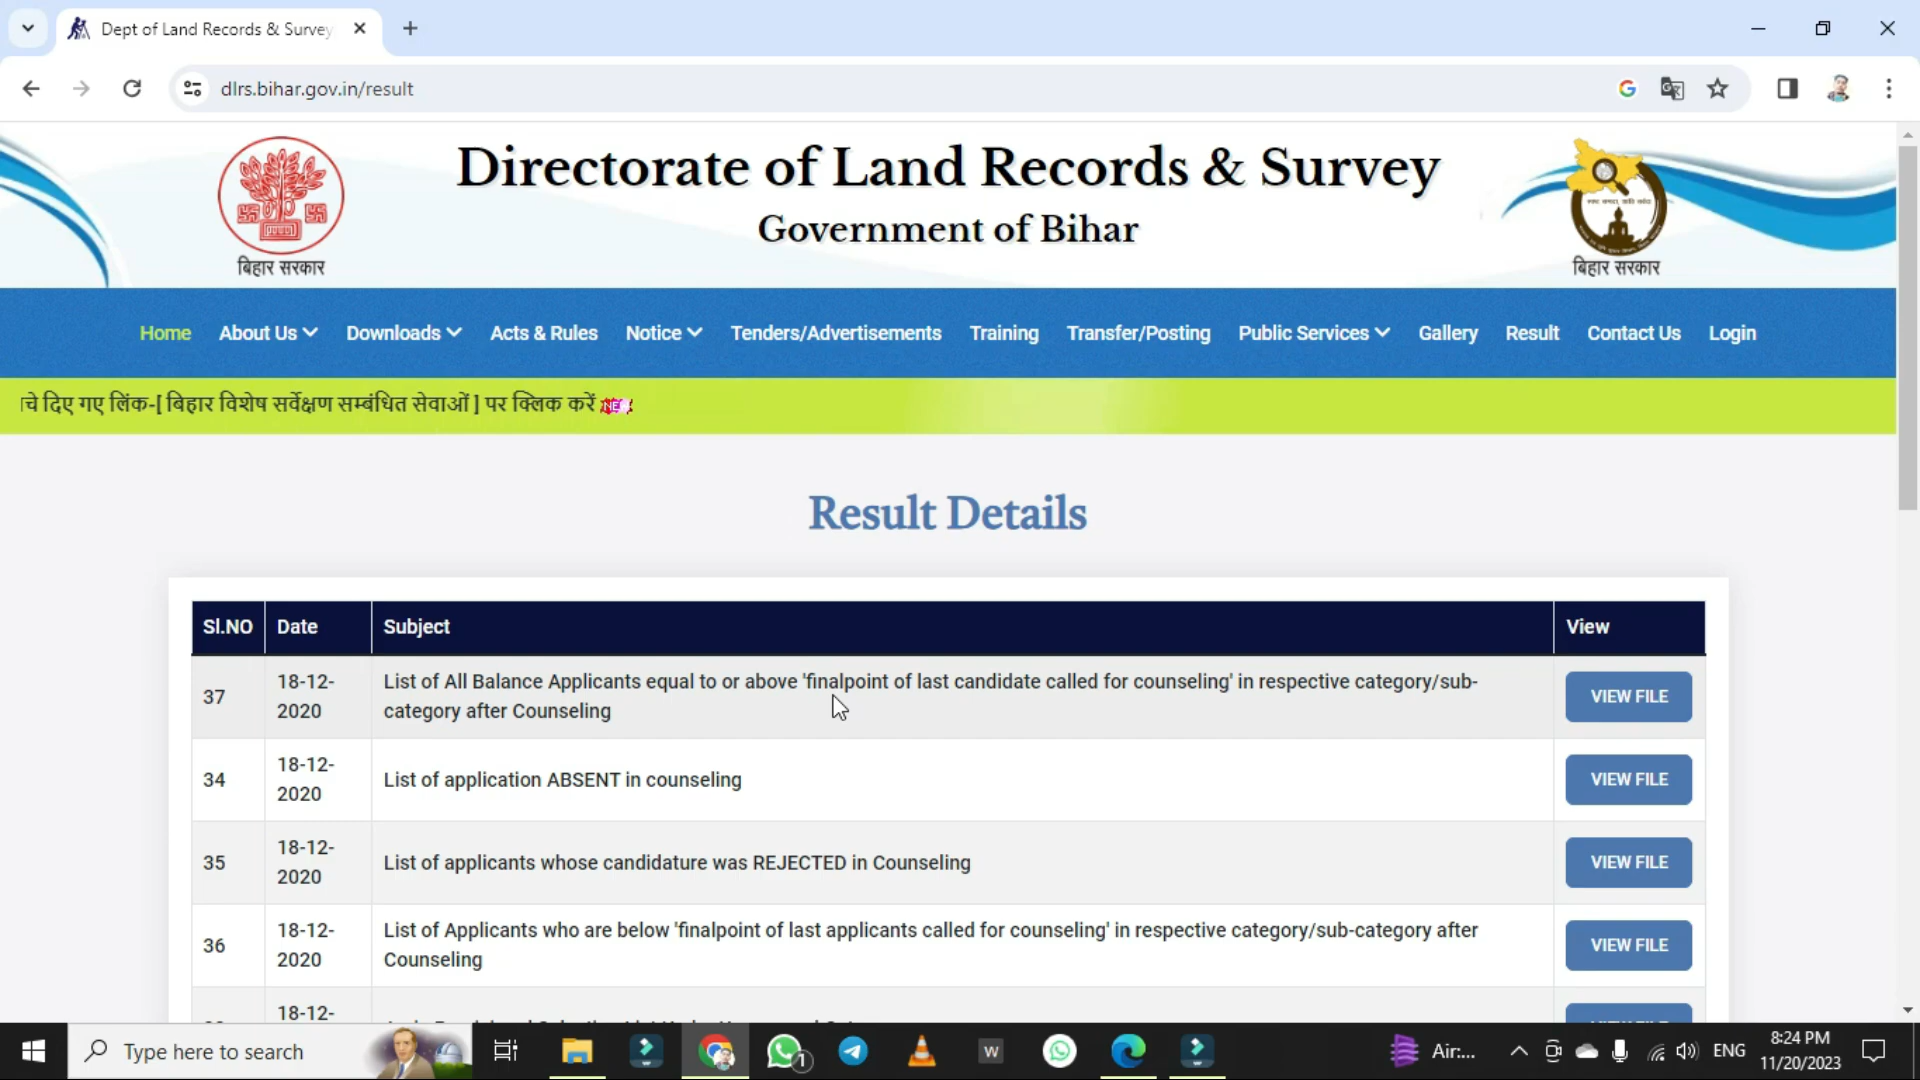 Dept of Land Records & Survey
dlrs.bihar.gov.in/result
Directorate of Land Records & Survey
Government of Bihar
बिहार सरकार
बिहार सरकार
Home About Us Downloads Acts & Rules Notice Tenders/Advertisements Training Transfer/Posting Public Services Gallery Result Contact Us Login
दिए गए लिंक-[ बिहार विशेष सर्वेक्षण सम्बंधित सेवाओं ] पर क्लिक करें NEW
Result Details
Sl.NO Date Subject View
37 18-12-2020 List of All Balance Applicants equal to or above 'finalpoint of last candidate called for counseling' in respective category/sub-
category after Counseling VIEW FILE
34 18-12-2020 List of application ABSENT in counseling VIEW FILE
35 18-12-2020 List of applicants whose candidature was REJECTED in Counseling VIEW FILE
36 18-12-2020 List of Applicants who are below 'finalpoint of last applicants called for counseling' in respective category/sub-category after
Counseling VIEW FILE
18-12-
Type here to search
W
1
Air:...
ENG
8:24 PM
11/20/2023